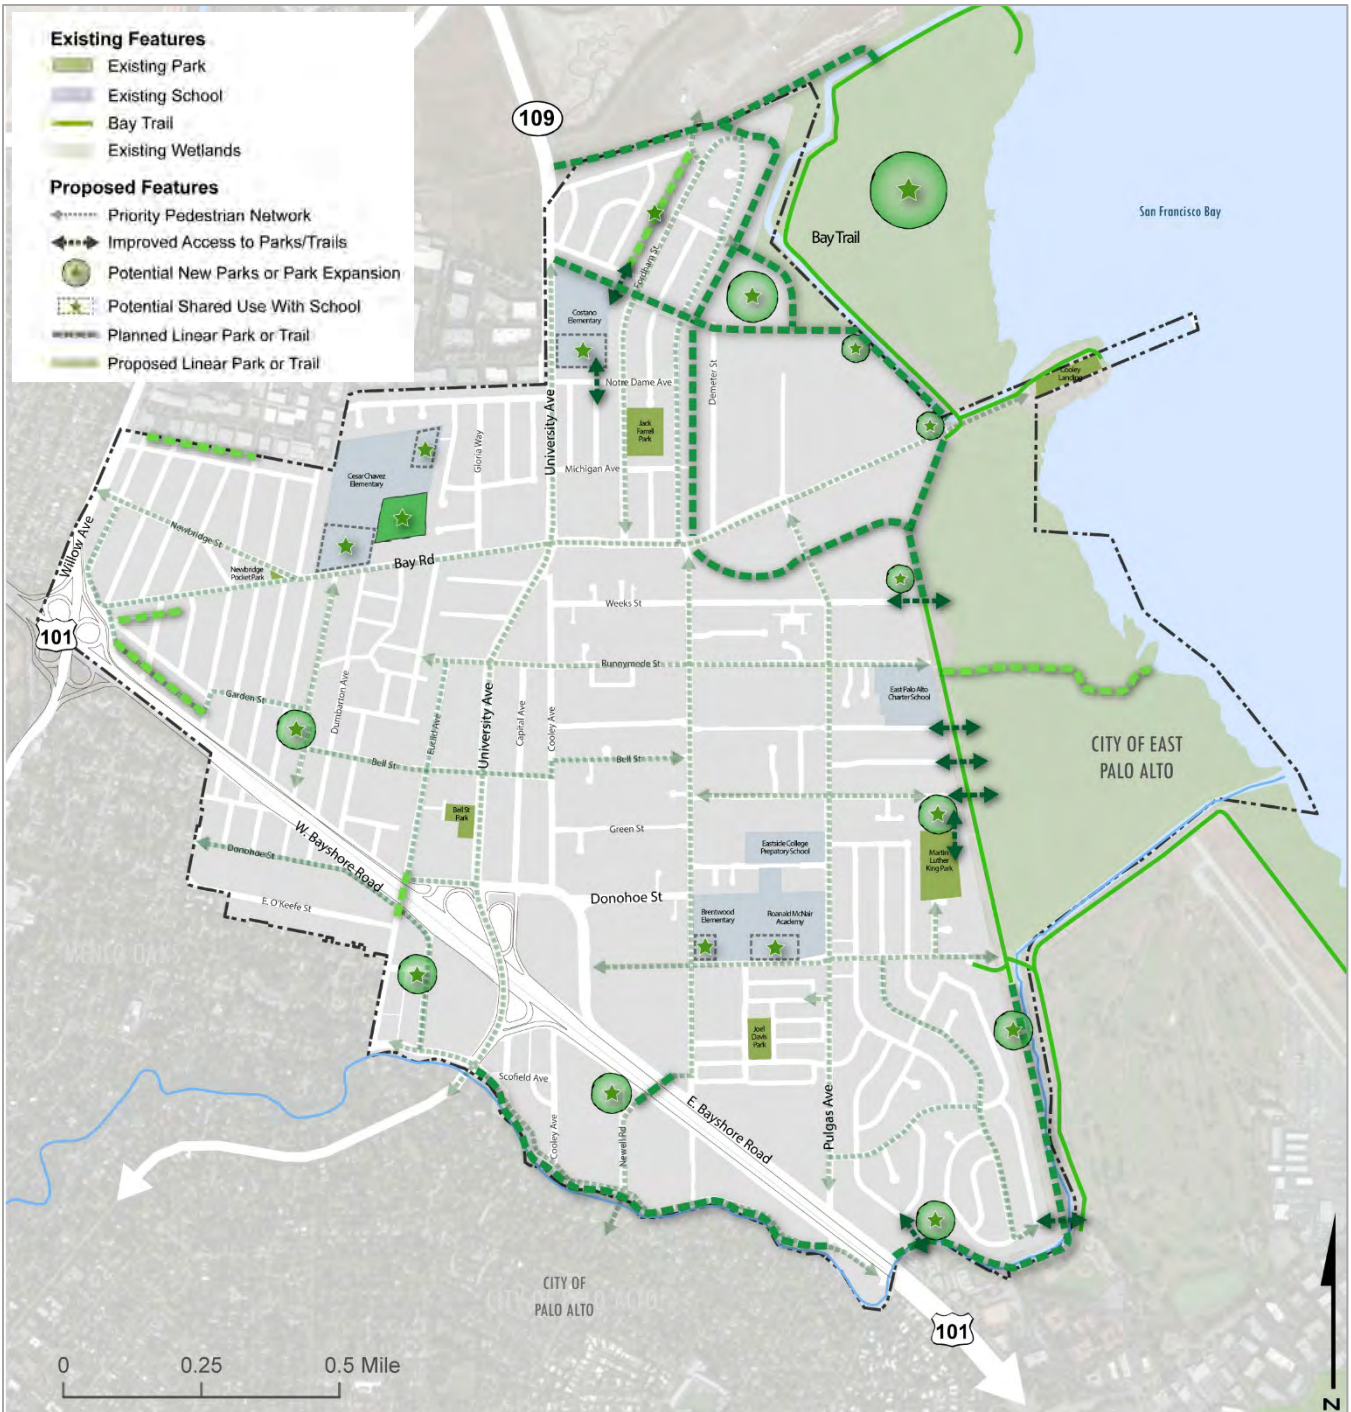 Existing Features
Existing Park
Existing School
Bay Trail
Existing Wetlands
Proposed Features
Priority Pedestrian Network
Improved Access to Parks/Trails
Potential New Parks or Park Expansion
Potential Shared Use With School
Planned Linear Park or Trail
Proposed Linear Park or Trail
109
San Francisco Bay
Bay Trail
Fordham St
Costano
Elementary
Notre Dame Ave
Demeter St
Cooley
Landing
Jack
Farrell
Park
University Ave
Gloria Way
Michigan Ave
Cesar Chavez
Elementary
Willow Ave
Newbridge St
Newbridge
Pocket Park
Bay Rd
101
Weeks St
Runnymede St
East Palo Alto
Charter School
Garden St
Dumbarton Ave
Euclid Ave
University Ave
Capital Ave
Cooley Ave
Bell St
Bell St
CITY OF EAST
PALO ALTO
Bell St
Park
Green St
W. Bayshore Road
Donohoe St
Eastside College
Prepatory School
Martin
Luther
King Park
E. O'Keefe St
Donohoe St
Brentwood
Elementary
Roanald McNair
Academy
Joel
Davis
Park
Scofield Ave
Cooley Ave
Newell Rd
E. Bayshore Road
Pulgas Ave
CITY OF
PALO ALTO
101
0 0.25 0.5 Mile
N